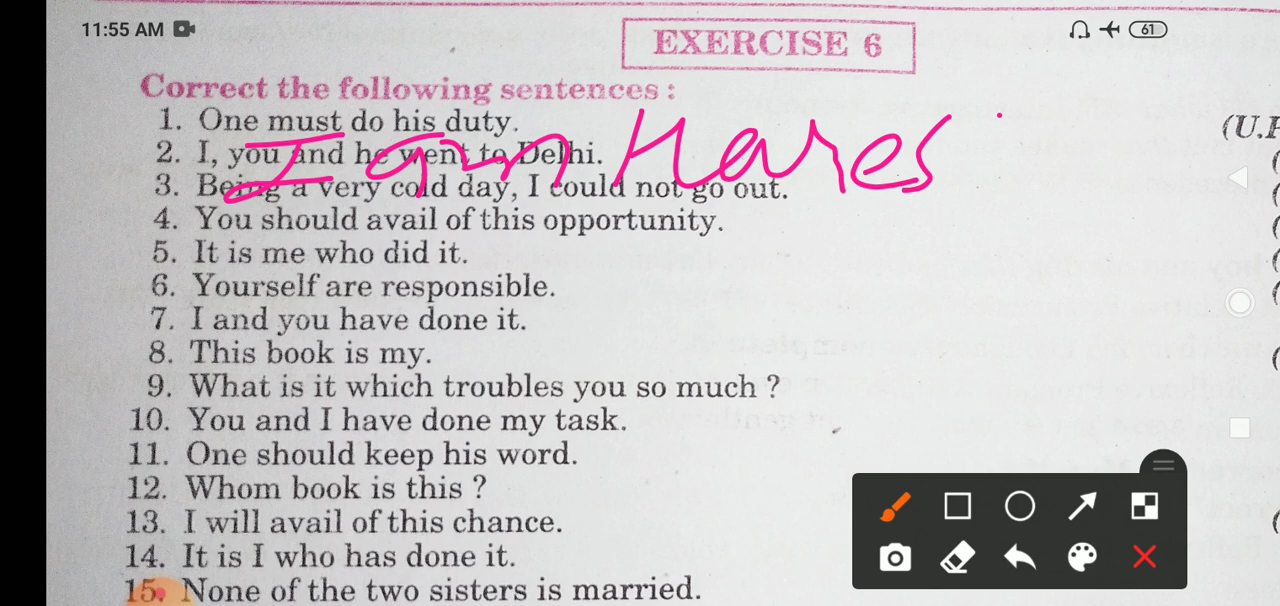 11:55 AM
61
EXERCISE 6
Correct the following sentences :
(U.P
1. One must do his duty.
2. I, you and he went to Delhi.
I am Hares
3. Being a very cold day, I could not go out.
4. You should avail of this opportunity.
5. It is me who did it.
6. Yourself are responsible.
7. I and you have done it.
8. This book is my.
9. What is it which troubles you so much ?
10. You and I have done my task.
11. One should keep his word.
12. Whom book is this ?
13. I will avail of this chance.
14. It is I who has done it.
15. None of the two sisters is married.